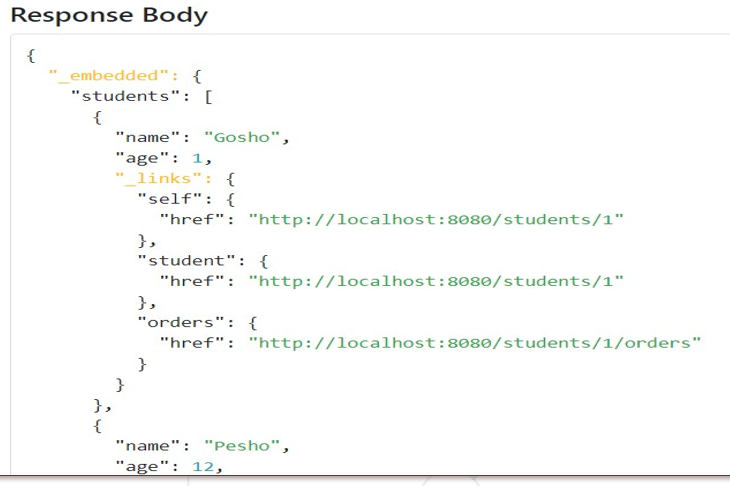 Response Body
{
"_embedded": {
"students": [
{
"name": "Gosho",
"age": 1,
"_links": {
"self": {
"href": "http://localhost:8080/students/1"
},
"student": {
"href": "http://localhost:8080/students/1"
},
"orders": {
"href": "http://localhost:8080/students/1/orders"
}
}
},
{
"name": "Pesho",
"age": 12,